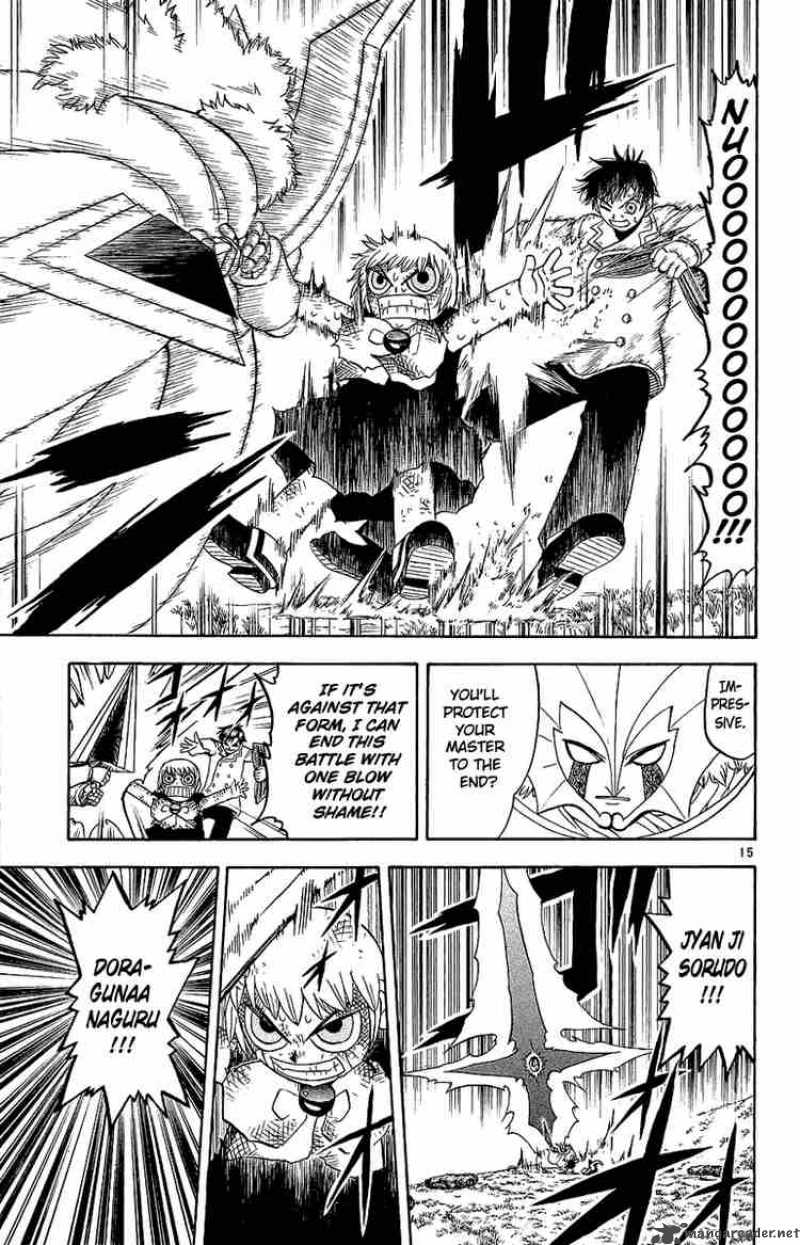 NUOOOOOOOOOOOOOO!!!
IM-
PRES-
SIVE.
YOU'LL
PROTECT
YOUR
MASTER
TO THE
END?
IF IT'S
AGAINST THAT
FORM, I CAN
END THIS
BATTLE WITH
ONE BLOW
WITHOUT
SHAME!!
15
JYAN JI
SORUDO
!!!
DORA-
GUNAA
NAGURU
!!!
mangareader.net